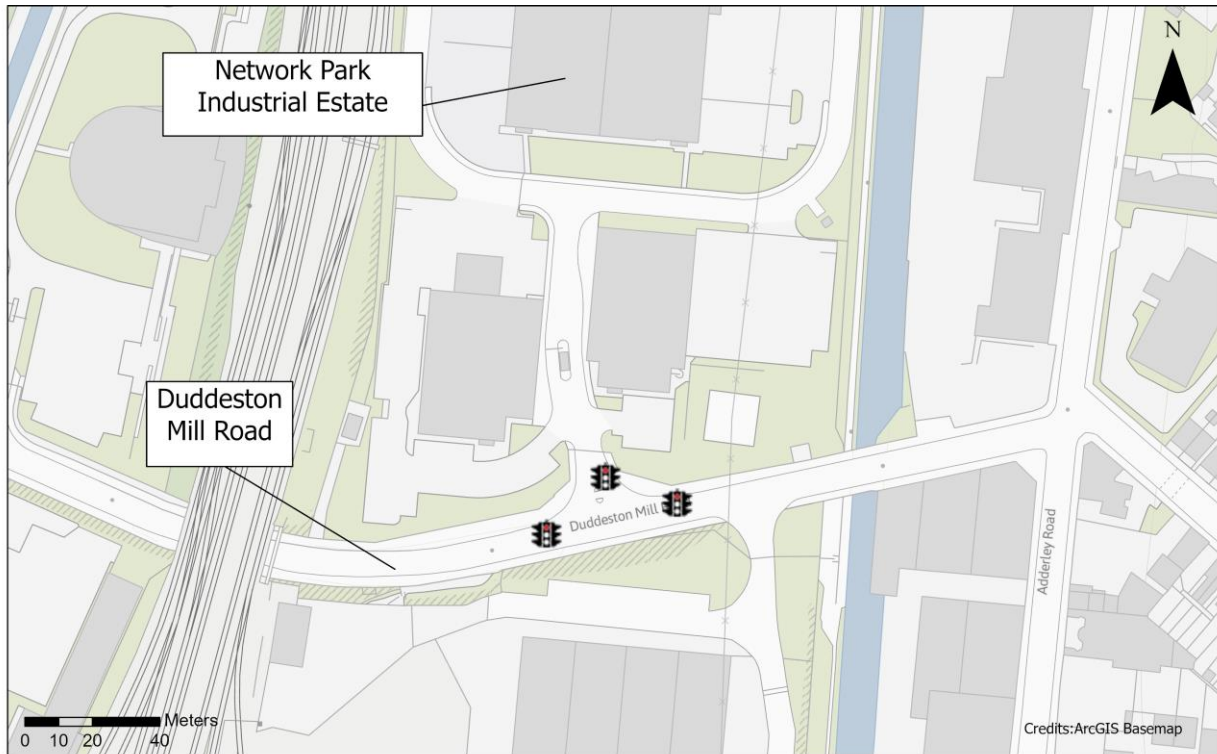 Network Park
Industrial Estate
N
Duddeston
Mill Road
Duddeston Mill
Adderley Road
Meters
0 10 20 40
Credits:ArcGIS Basemap